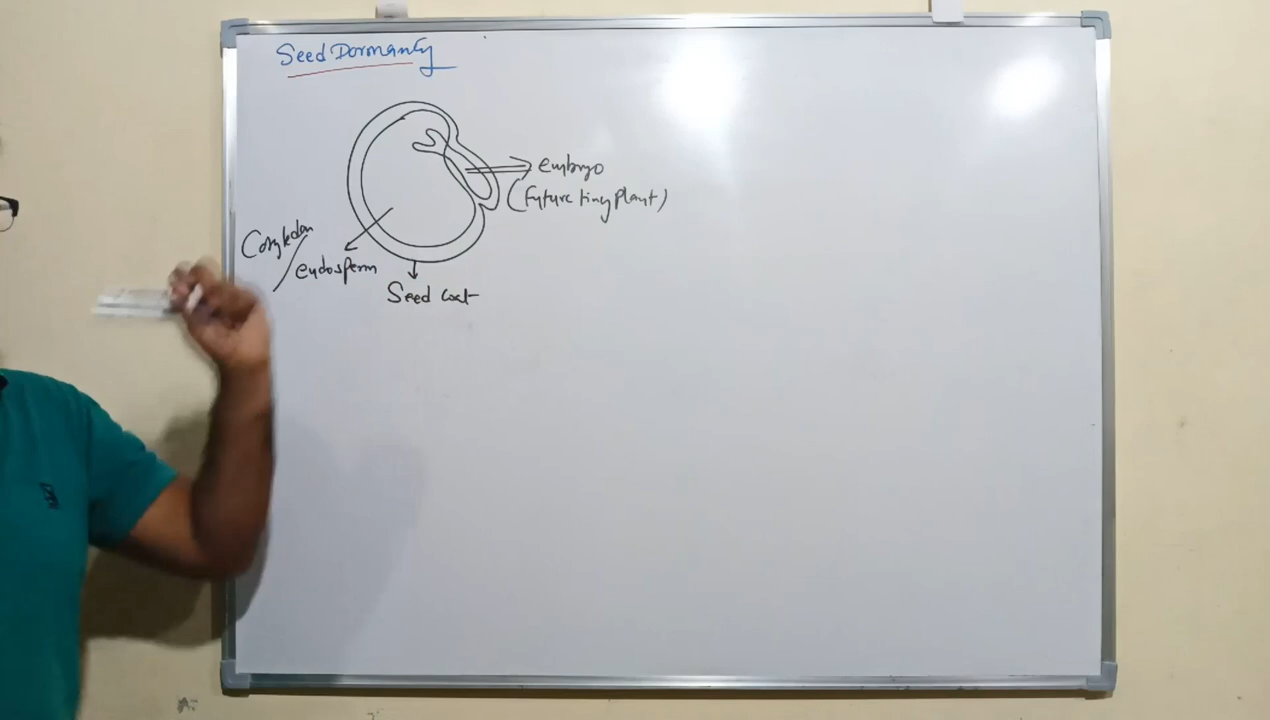 Seed Dormancy
embryo
(future tiny plant)
Cotyledon
/ endosperm
Seed coat